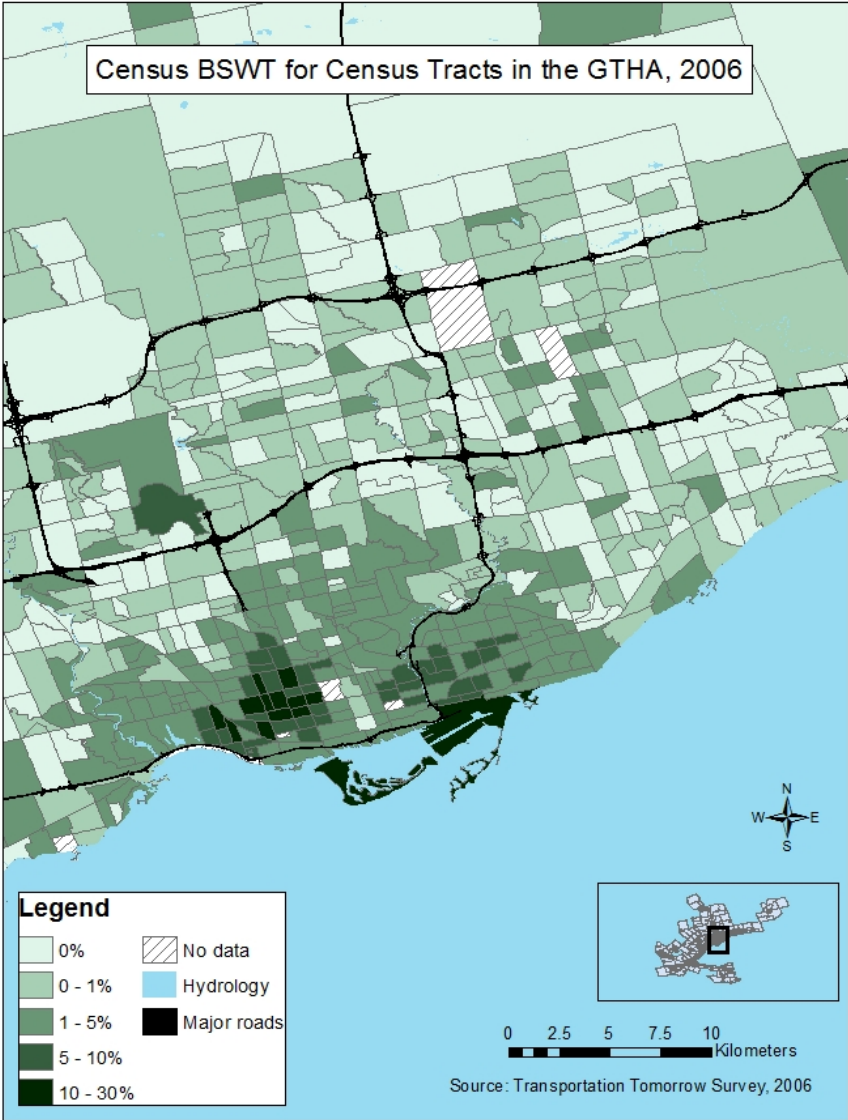 Census BSWT for Census Tracts in the GTHA, 2006
N
W E
S
Legend
0% No data
0 - 1% Hydrology
1 - 5% Major roads
5 - 10%
10 - 30%
0 2.5 5 7.5 10
Kilometers
Source: Transportation Tomorrow Survey, 2006